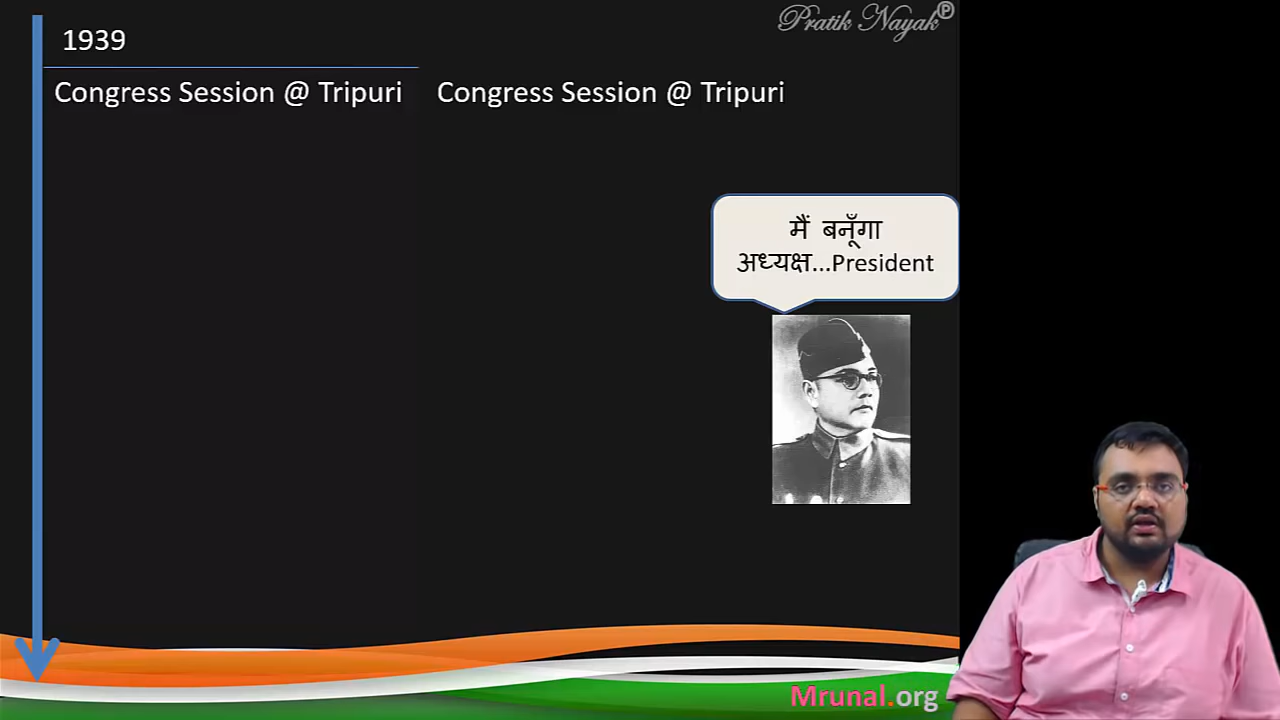 Pratik Nayak ®
1939
Congress Session @ Tripuri
Congress Session @ Tripuri
मैं बनूँगा
अध्यक्ष...President
Mrunal.org